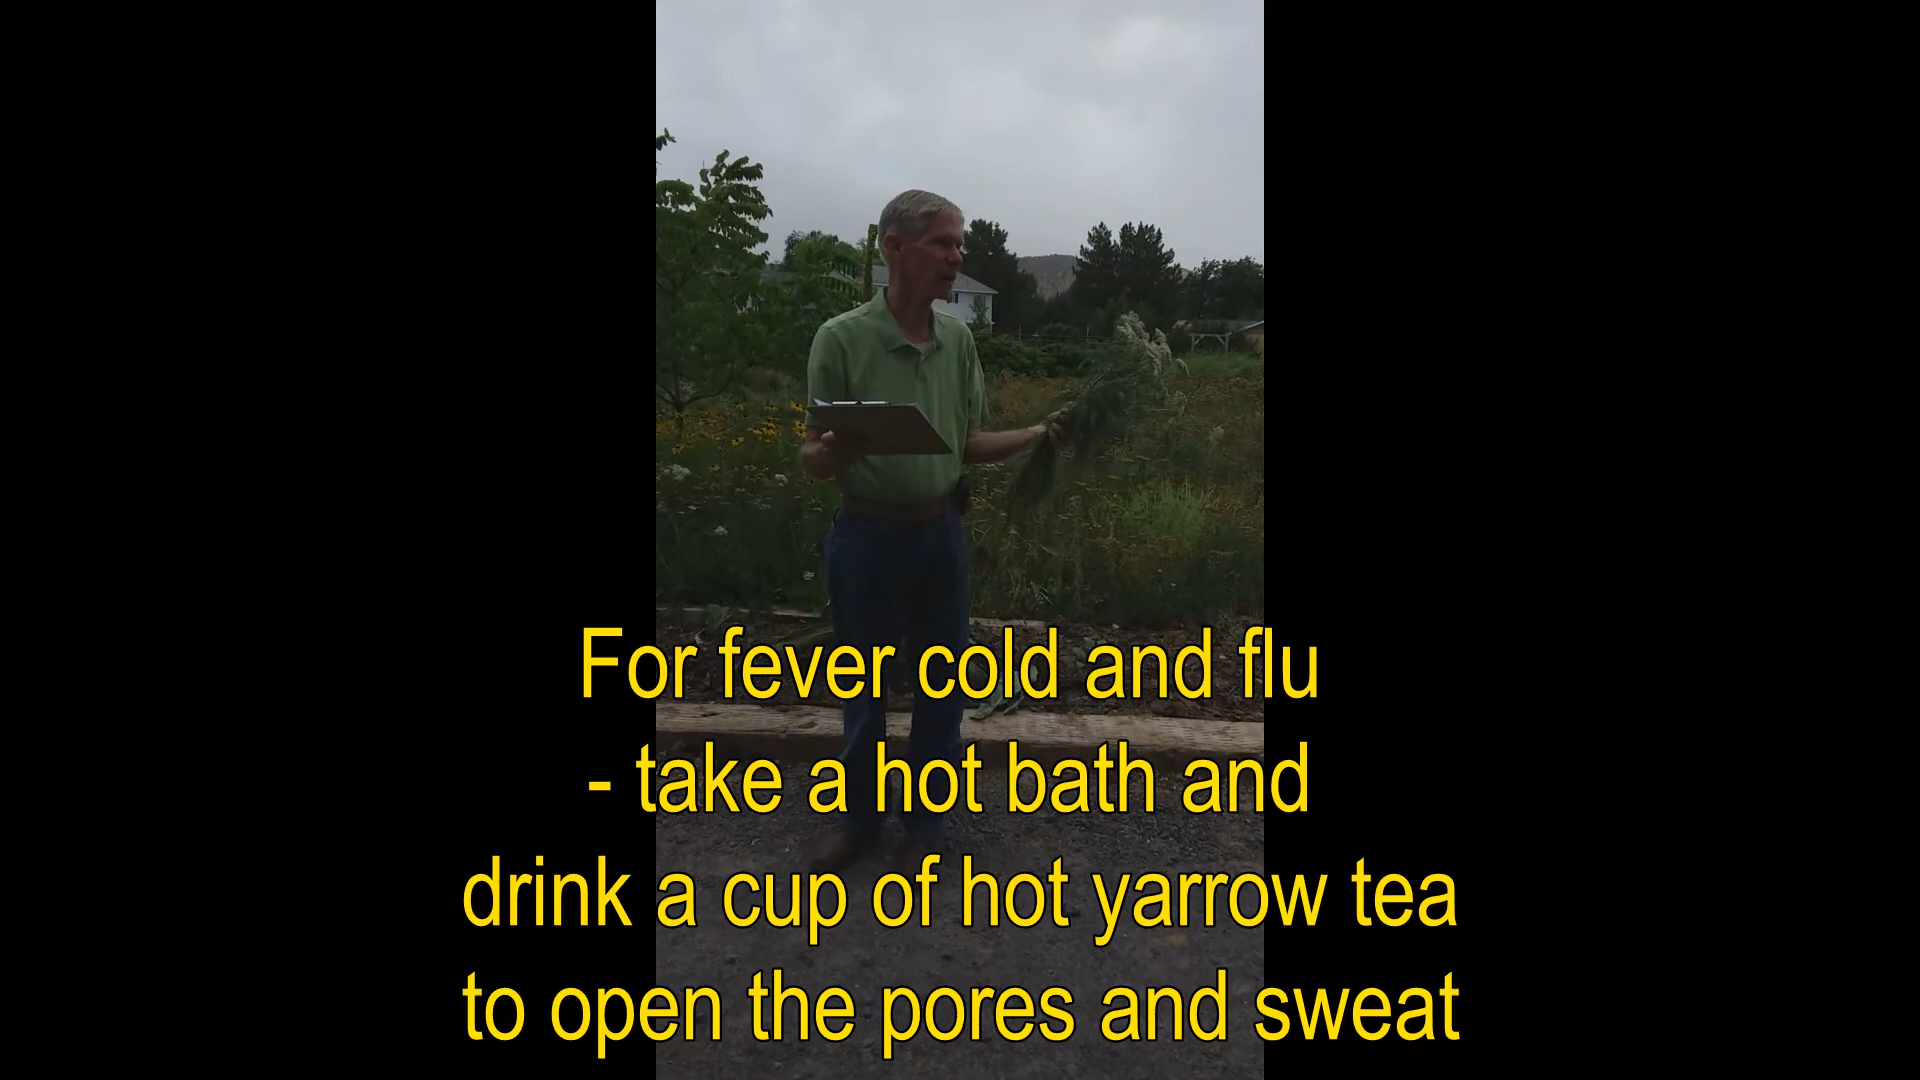 For fever cold and flu
- take a hot bath and
drink a cup of hot yarrow tea
to open the pores and sweat